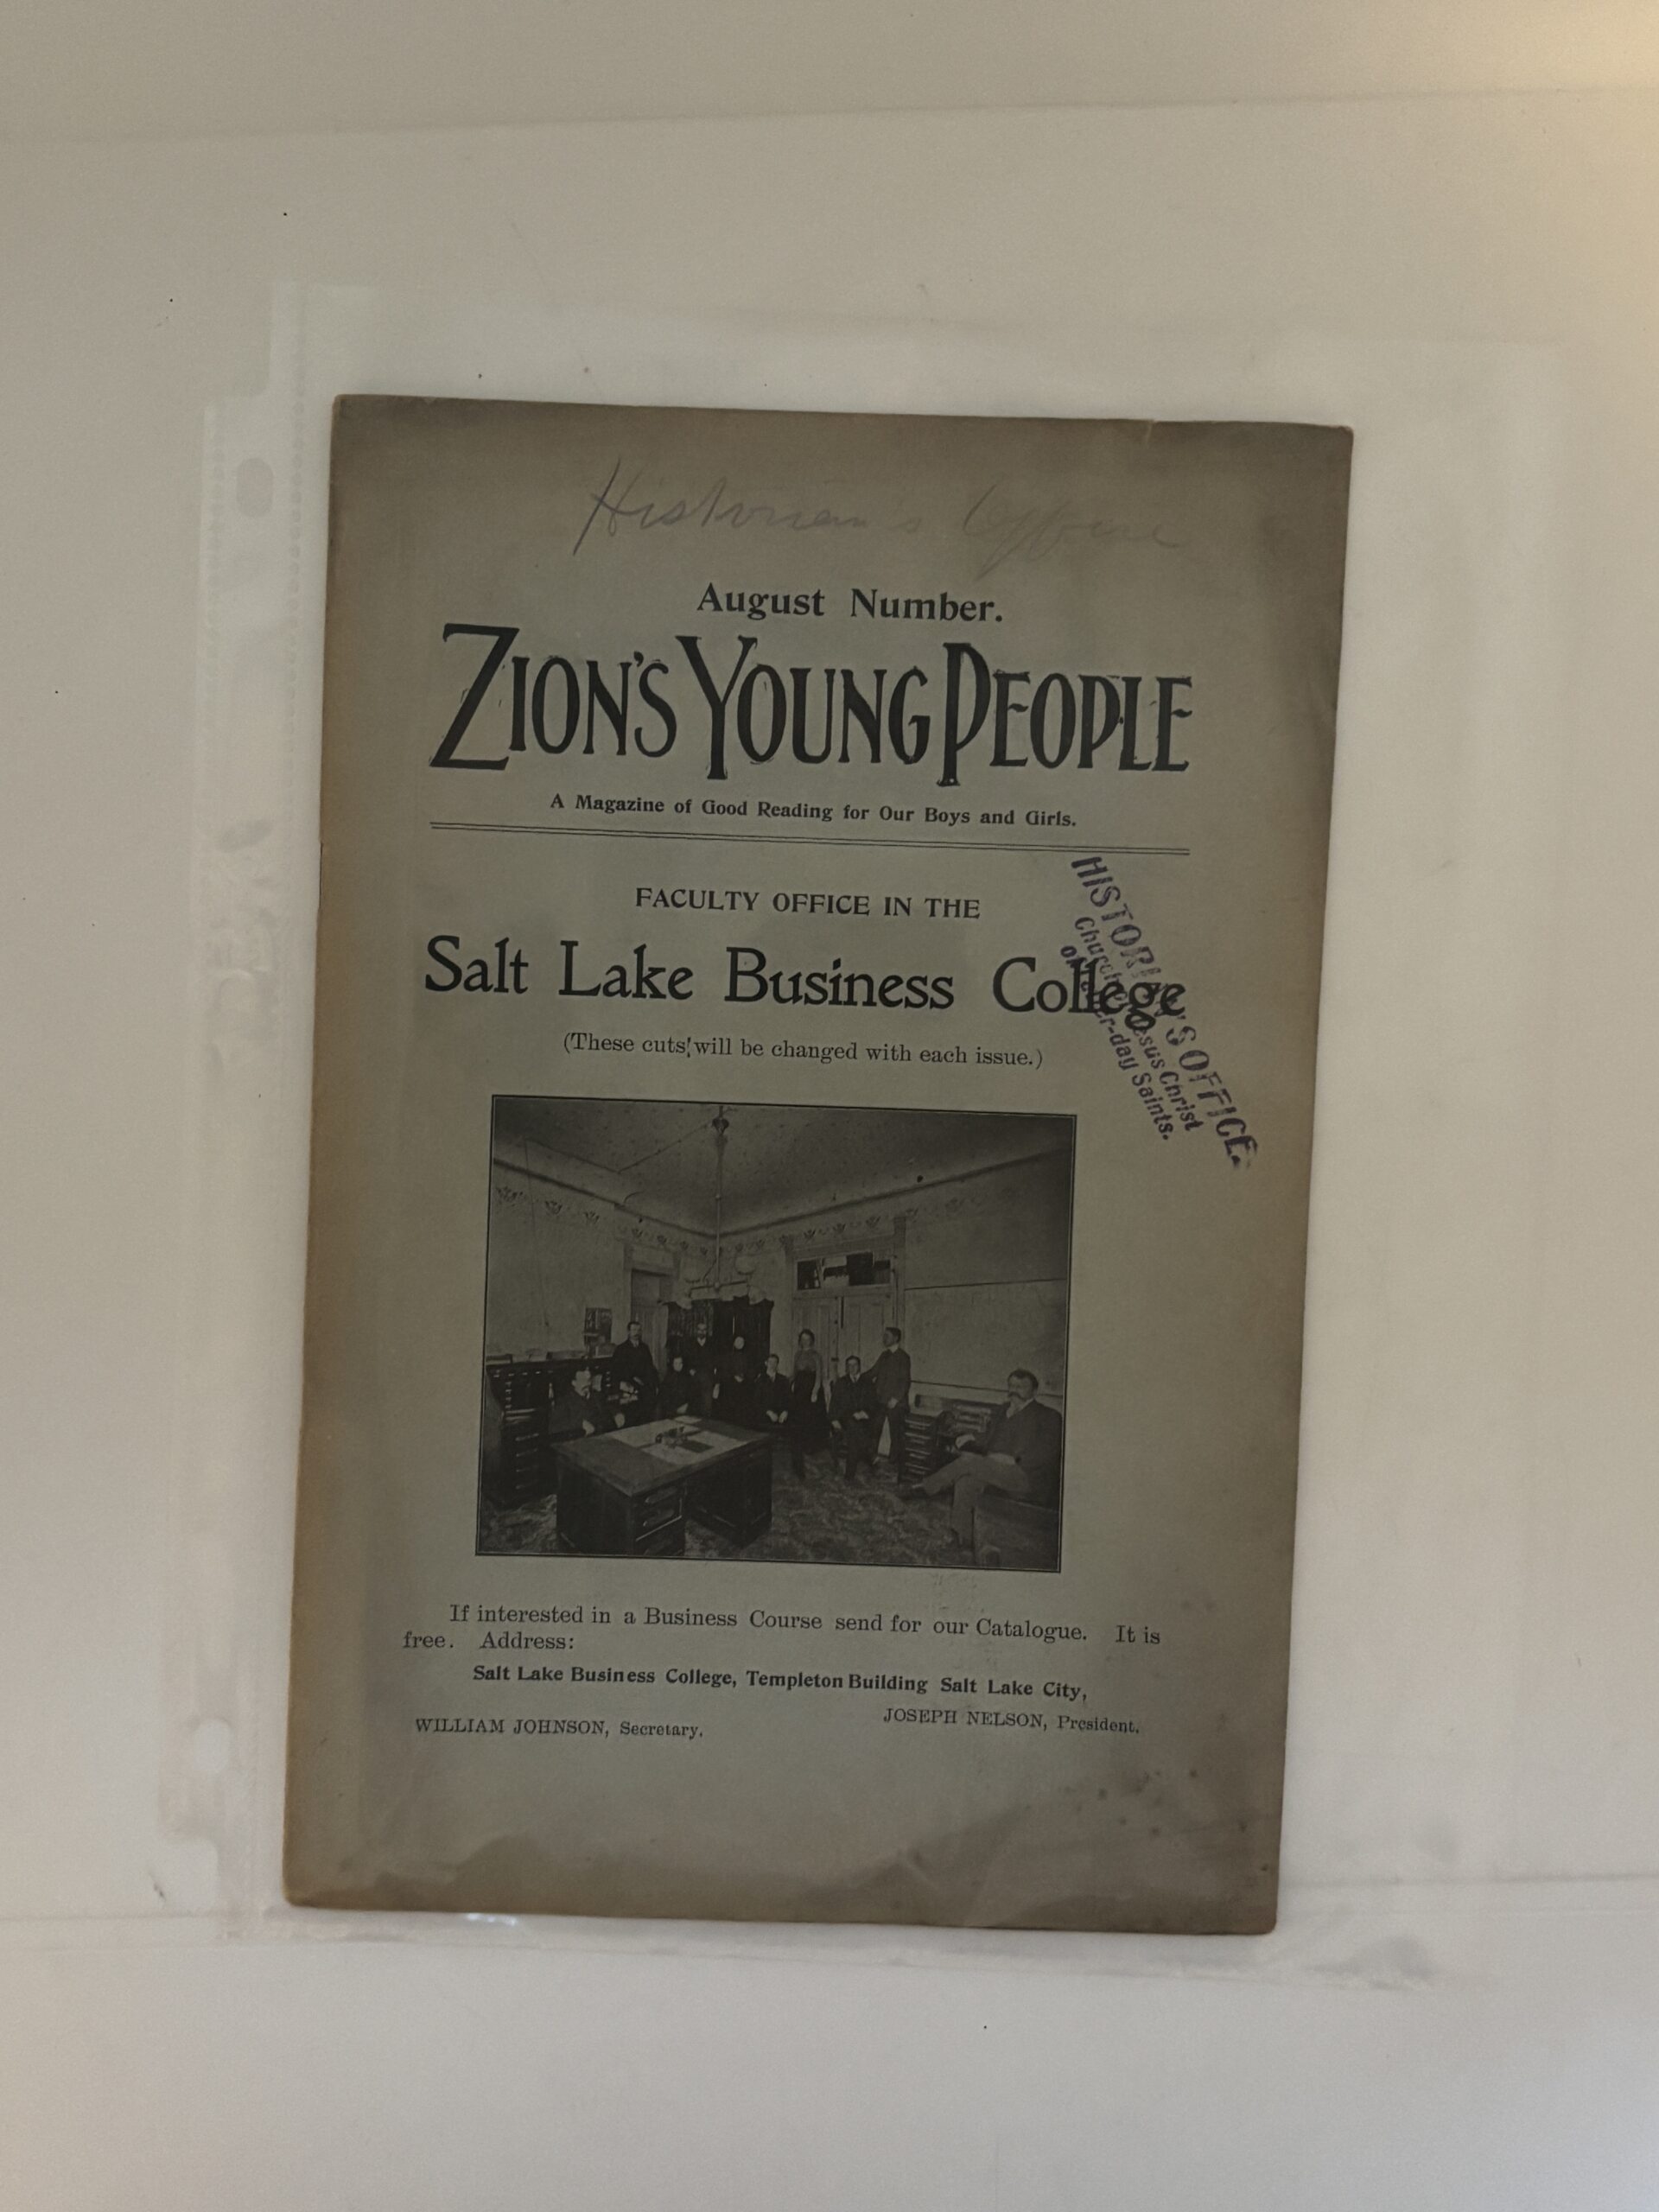 Historian's Office
August Number.
ZION'S YOUNG PEOPLE
A Magazine of Good Reading for Our Boys and Girls.
FACULTY OFFICE IN THE
Salt Lake Business College
(These cuts will be changed with each issue.)
HISTORIAN'S OFFICE.
Church of Jesus Christ
of Latter-day Saints.
If interested in a Business Course send for our Catalogue. It is
free. Address:
Salt Lake Business College, Templeton Building Salt Lake City,
WILLIAM JOHNSON, Secretary.
JOSEPH NELSON, President.